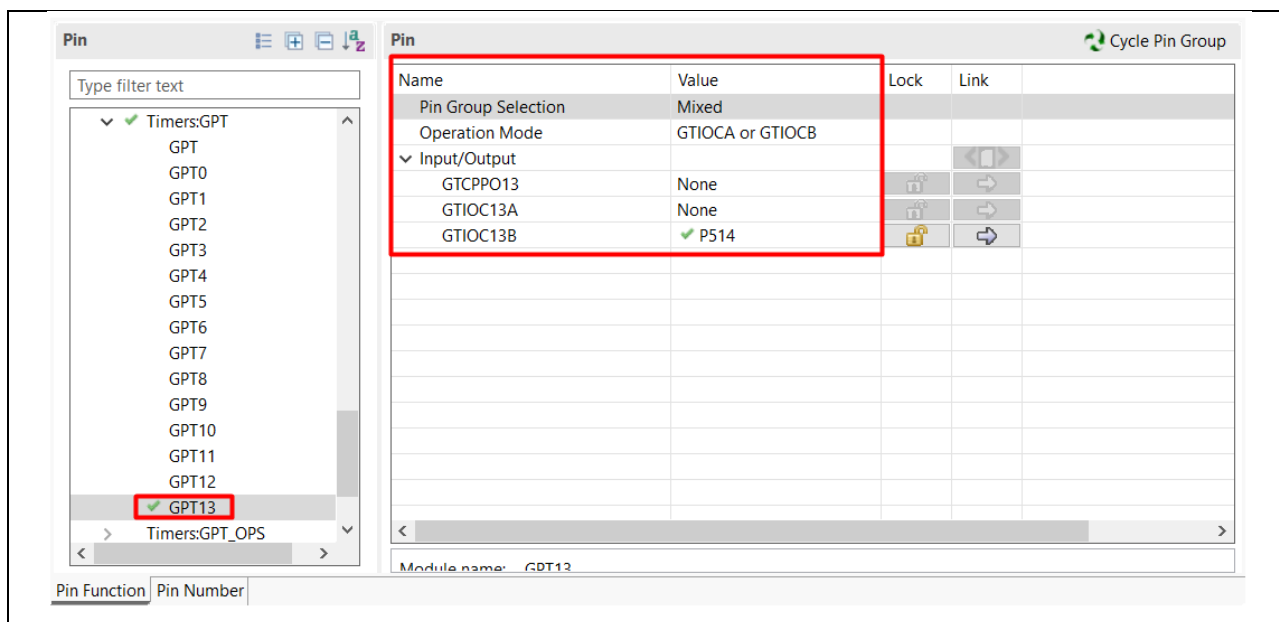 Pin
Type filter text
Timers:GPT
GPT
GPT0
GPT1
GPT2
GPT3
GPT4
GPT5
GPT6
GPT7
GPT8
GPT9
GPT10
GPT11
GPT12
GPT13
Timers:GPT_OPS
Pin Cycle Pin Group
Name Value Lock Link
Pin Group Selection Mixed
Operation Mode GTIOCA or GTIOCB
Input/Output
GTCPPO13 None
GTIOC13A None
GTIOC13B P514
Module name: GPT13
Pin Function Pin Number